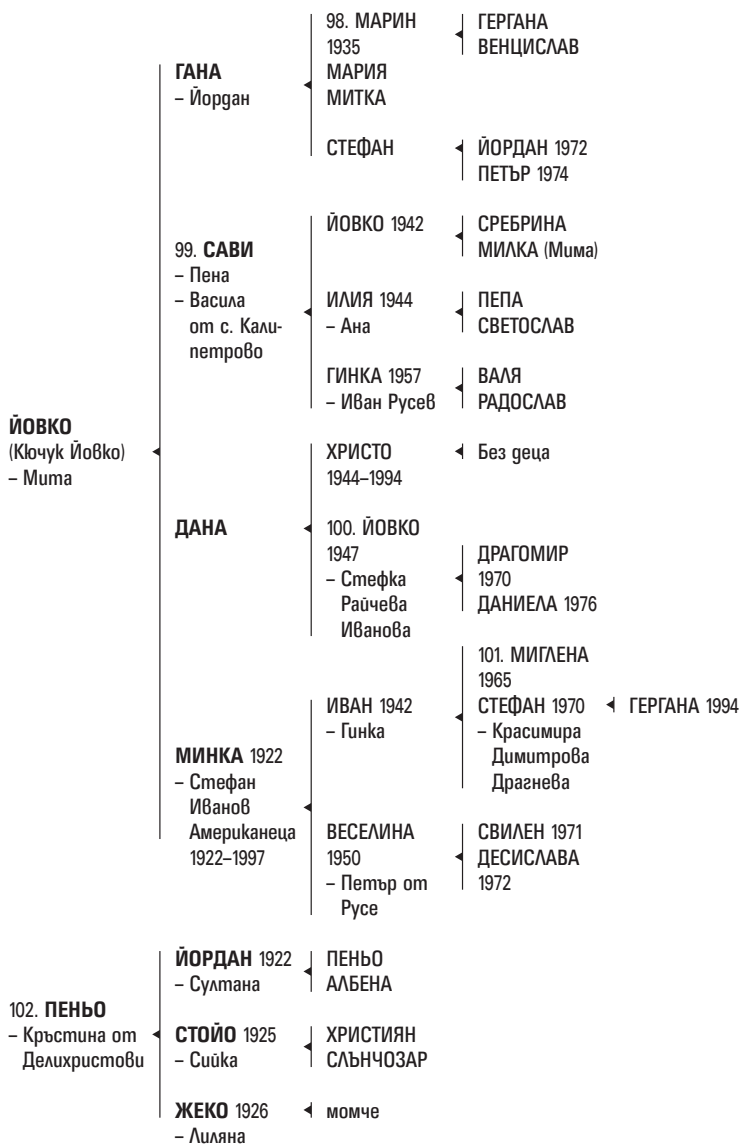 98. МАРИН
1935
МАРИЯ
МИТКА
ГЕРГАНА
ВЕНЦИСЛАВ
ГАНА
– Йордан
СТЕФАН
ЙОРДАН 1972
ПЕТЪР 1974
99. САВИ
– Пена
– Васила
от с. Кали-
петрово
ЙОВКО 1942
СРЕБРИНА
МИЛКА (Мима)
ИЛИЯ 1944
– Ана
ПЕПА
СВЕТОСЛАВ
ГИНКА 1957
– Иван Русев
ВАЛЯ
РАДОСЛАВ
ЙОВКО
(Кючук Йовко)
– Мита
ДАНА
ХРИСТО
1944–1994
Без деца
100. ЙОВКО
1947
– Стефка
Райчева
Иванова
ДРАГОМИР
1970
ДАНИЕЛА 1976
МИНКА 1922
– Стефан
Иванов
Американеца
1922–1997
ИВАН 1942
– Гинка
101. МИГЛЕНА
1965
СТЕФАН 1970
– Красимира
Димитрова
Драгнева
ГЕРГАНА 1994
ВЕСЕЛИНА
1950
– Петър от
Русе
СВИЛЕН 1971
ДЕСИСЛАВА
1972
102. ПЕНЬО
– Кръстина от
Делихристови
ЙОРДАН 1922
– Султана
ПЕНЬО
АЛБЕНА
СТОЙО 1925
– Сийка
ХРИСТИЯН
СЛЪНЧОЗАР
ЖЕКО 1926
– Лиляна
момче